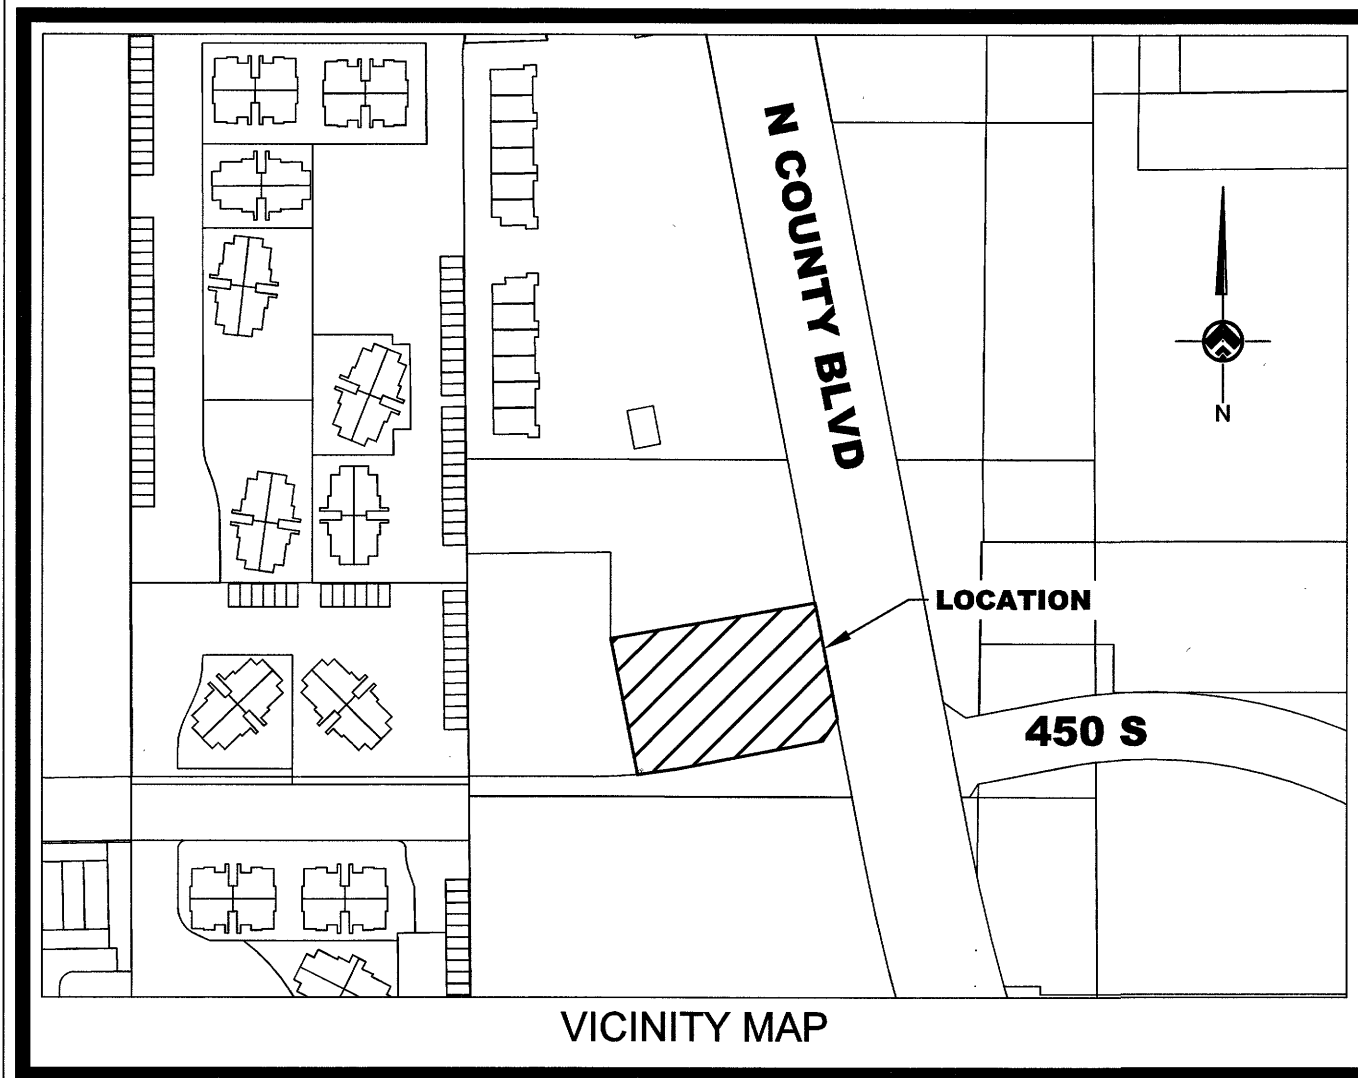 N COUNTY BLVD
N
LOCATION
450 S
VICINITY MAP